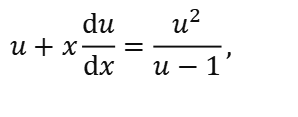 u + x du/dx = u²/(u − 1),